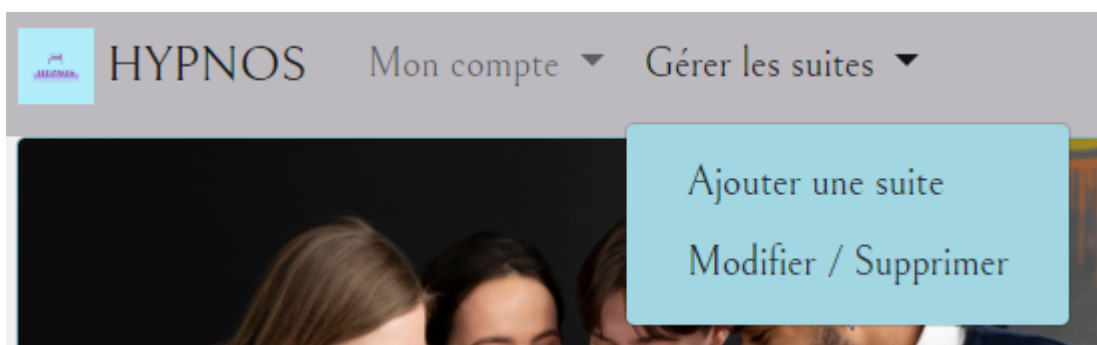 HYPNOS Mon compte Gérer les suites
Ajouter une suite
Modifier / Supprimer